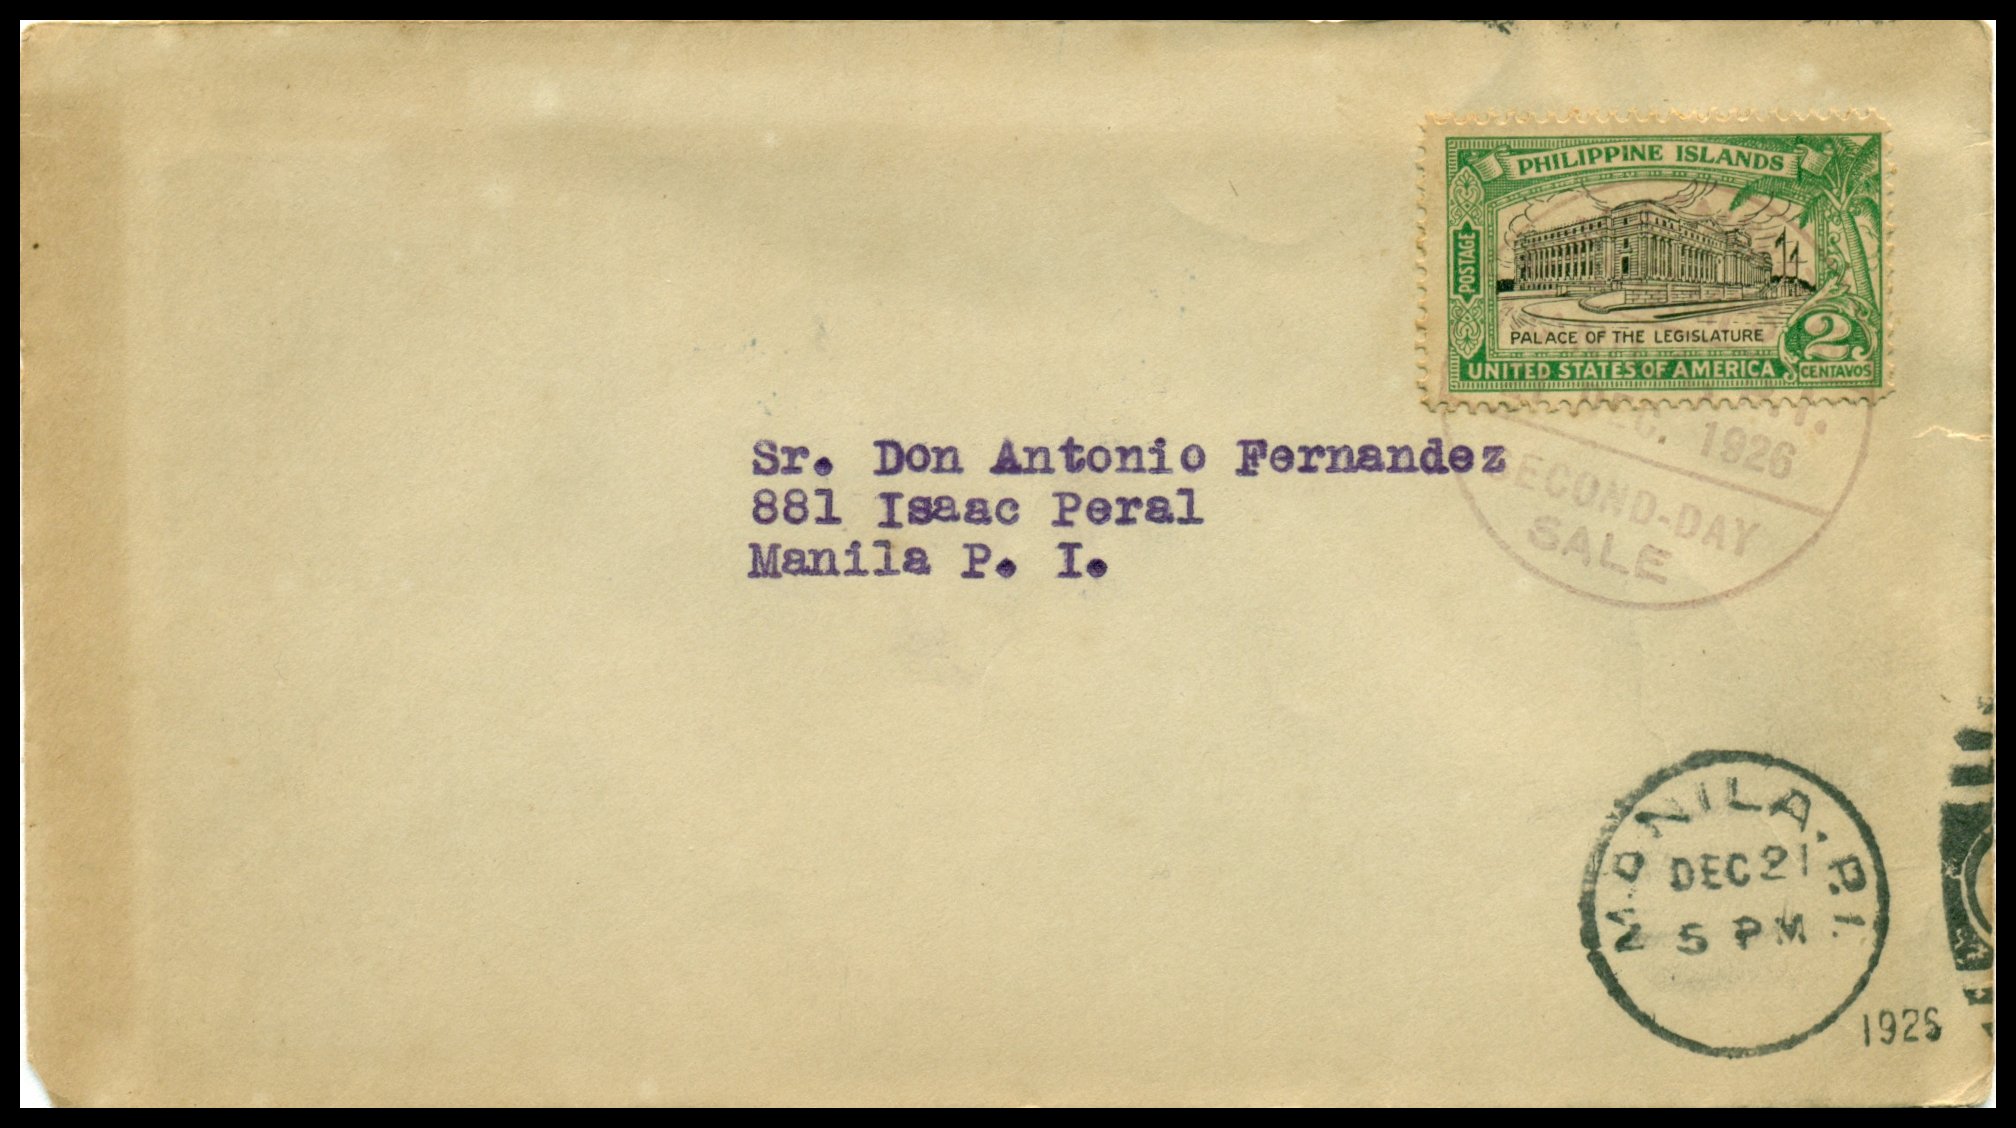 PHILIPPINE ISLANDS
POSTAGE
PALACE OF THE LEGISLATURE
2
UNITED STATES OF AMERICA
CENTAVOS
DEC. 1926
SECOND-DAY
SALE
Sr. Don Antonio Fernandez
881 Isaac Peral
Manila P. I.
MANILA. P.I.
DEC 21
5 PM
1926